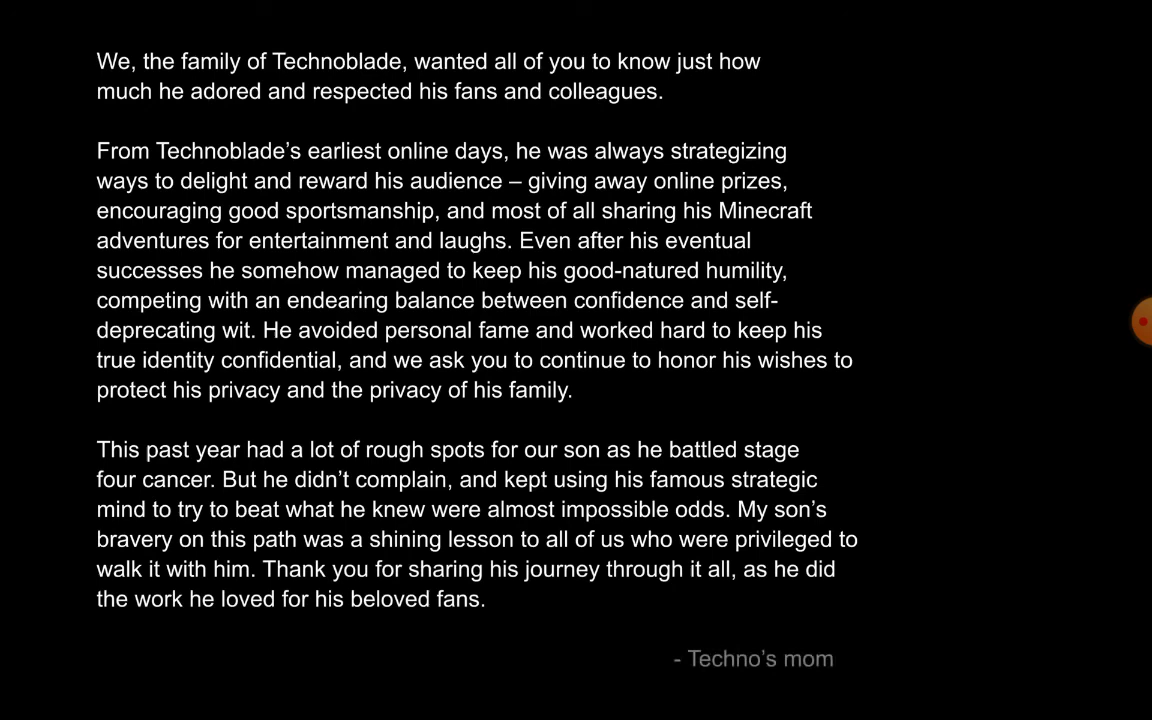 We, the family of Technoblade, wanted all of you to know just how
much he adored and respected his fans and colleagues.
From Technoblade’s earliest online days, he was always strategizing
ways to delight and reward his audience – giving away online prizes,
encouraging good sportsmanship, and most of all sharing his Minecraft
adventures for entertainment and laughs. Even after his eventual
successes he somehow managed to keep his good-natured humility,
competing with an endearing balance between confidence and self-
deprecating wit. He avoided personal fame and worked hard to keep his
true identity confidential, and we ask you to continue to honor his wishes to
protect his privacy and the privacy of his family.
This past year had a lot of rough spots for our son as he battled stage
four cancer. But he didn’t complain, and kept using his famous strategic
mind to try to beat what he knew were almost impossible odds. My son’s
bravery on this path was a shining lesson to all of us who were privileged to
walk it with him. Thank you for sharing his journey through it all, as he did
the work he loved for his beloved fans.
- Techno’s mom